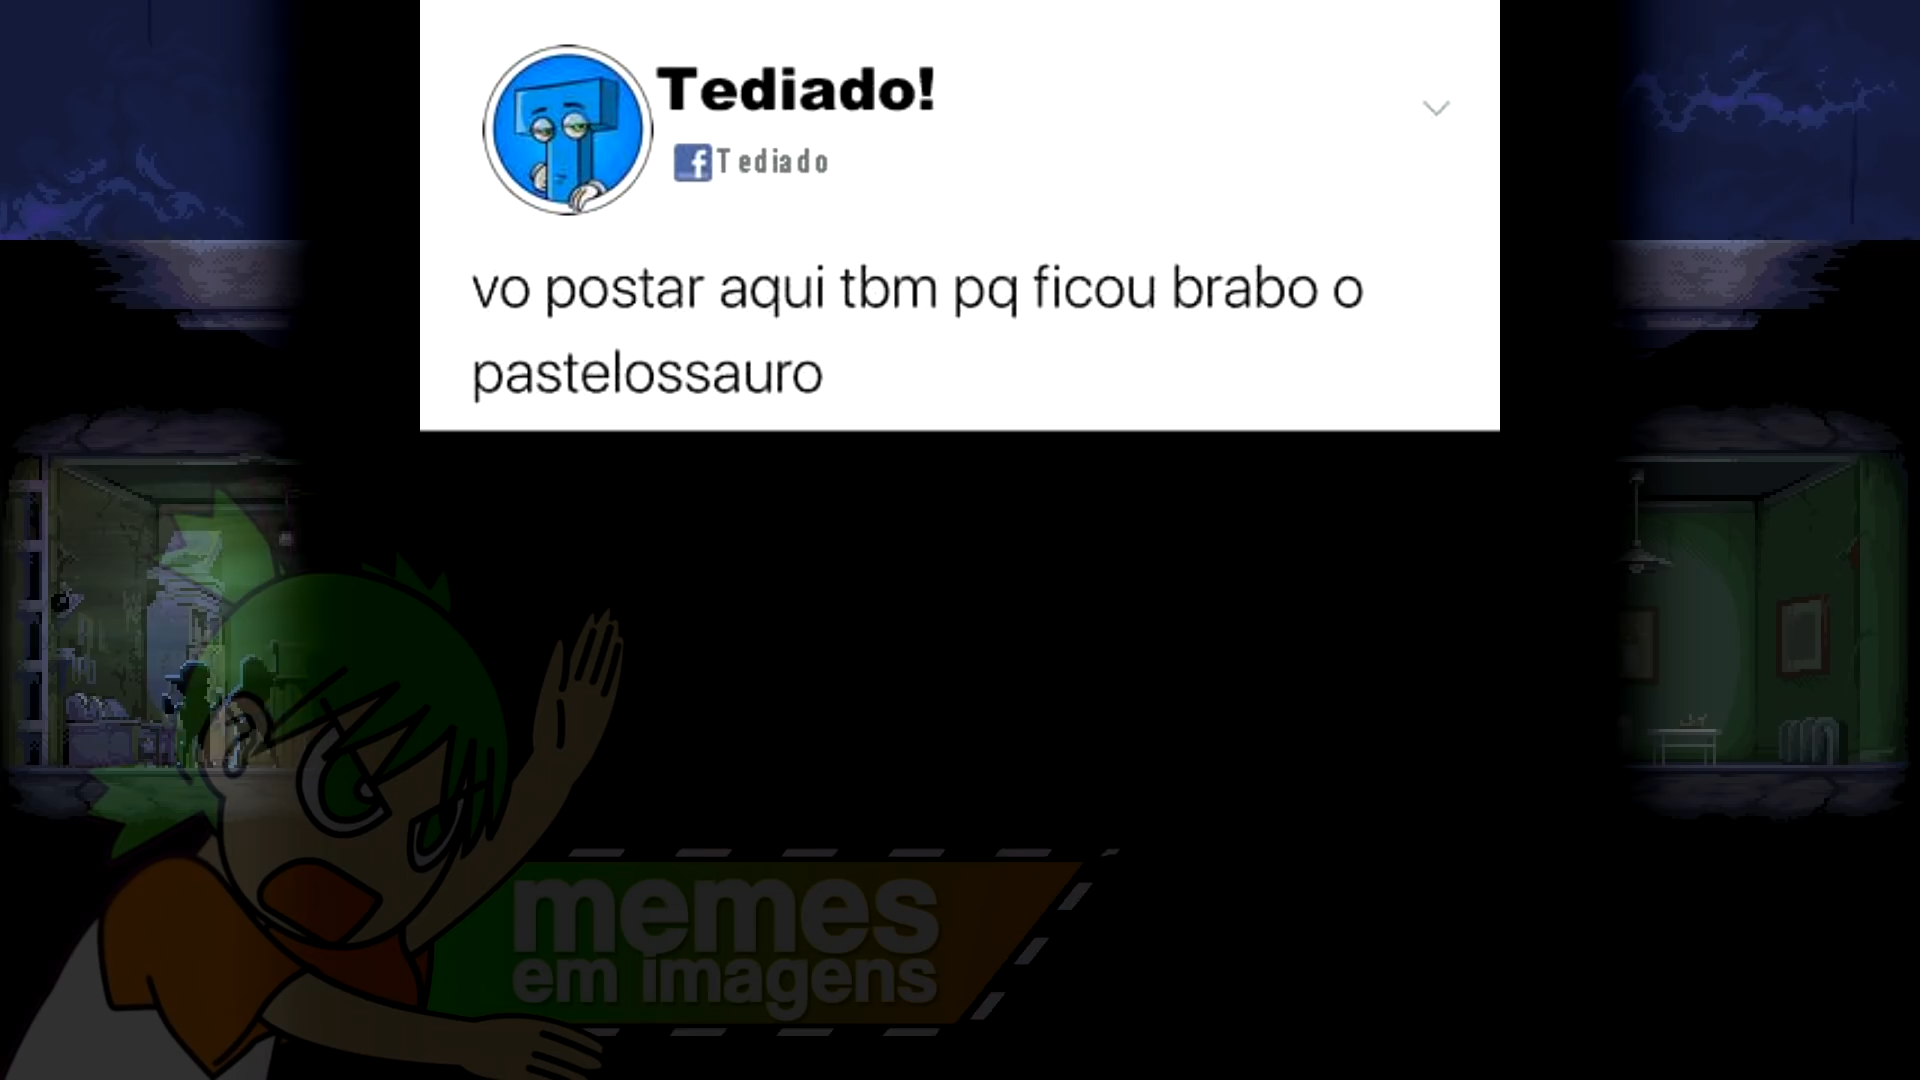 Tediado!
Tediado
vo postar aqui tbm pq ficou brabo o
pastelossauro
memes
em imagens